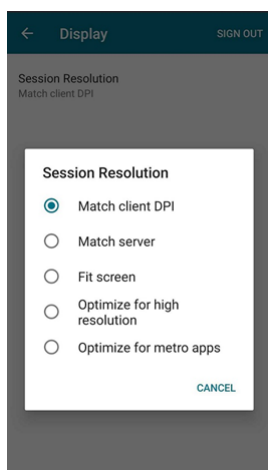 Display
SIGN OUT
Session Resolution
Match client DPI
Session Resolution
Match client DPI
Match server
Fit screen
Optimize for high
resolution
Optimize for metro apps
CANCEL